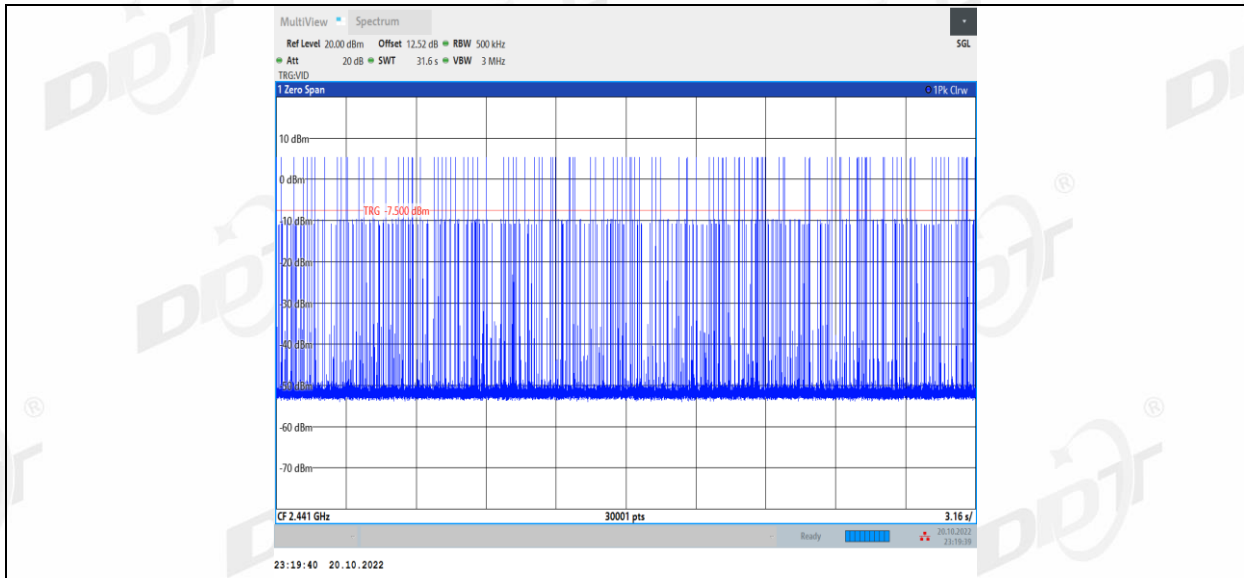 MultiView Spectrum
Ref Level 20.00 dBm Offset 12.52 dB RBW 500 kHz SGL
Att 20 dB SWT 31.6 s VBW 3 MHz
TRG:VID
1 Zero Span 1Pk Clrw
10 dBm
0 dBm
TRG -7.500 dBm
-10 dBm
-20 dBm
-30 dBm
-40 dBm
-50 dBm
-60 dBm
-70 dBm
CF 2.441 GHz 30001 pts 3.16 s/
Ready 20.10.2022
23:19:39
23:19:40 20.10.2022
DDT ®